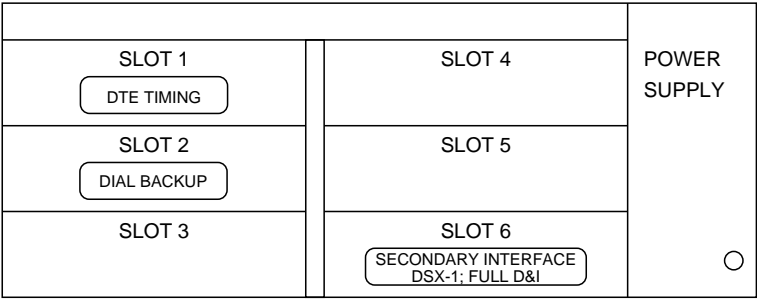 SLOT 1
DTE TIMING
SLOT 2
DIAL BACKUP
SLOT 3
SLOT 4
SLOT 5
SLOT 6
SECONDARY INTERFACE
DSX-1; FULL D&I
POWER
SUPPLY